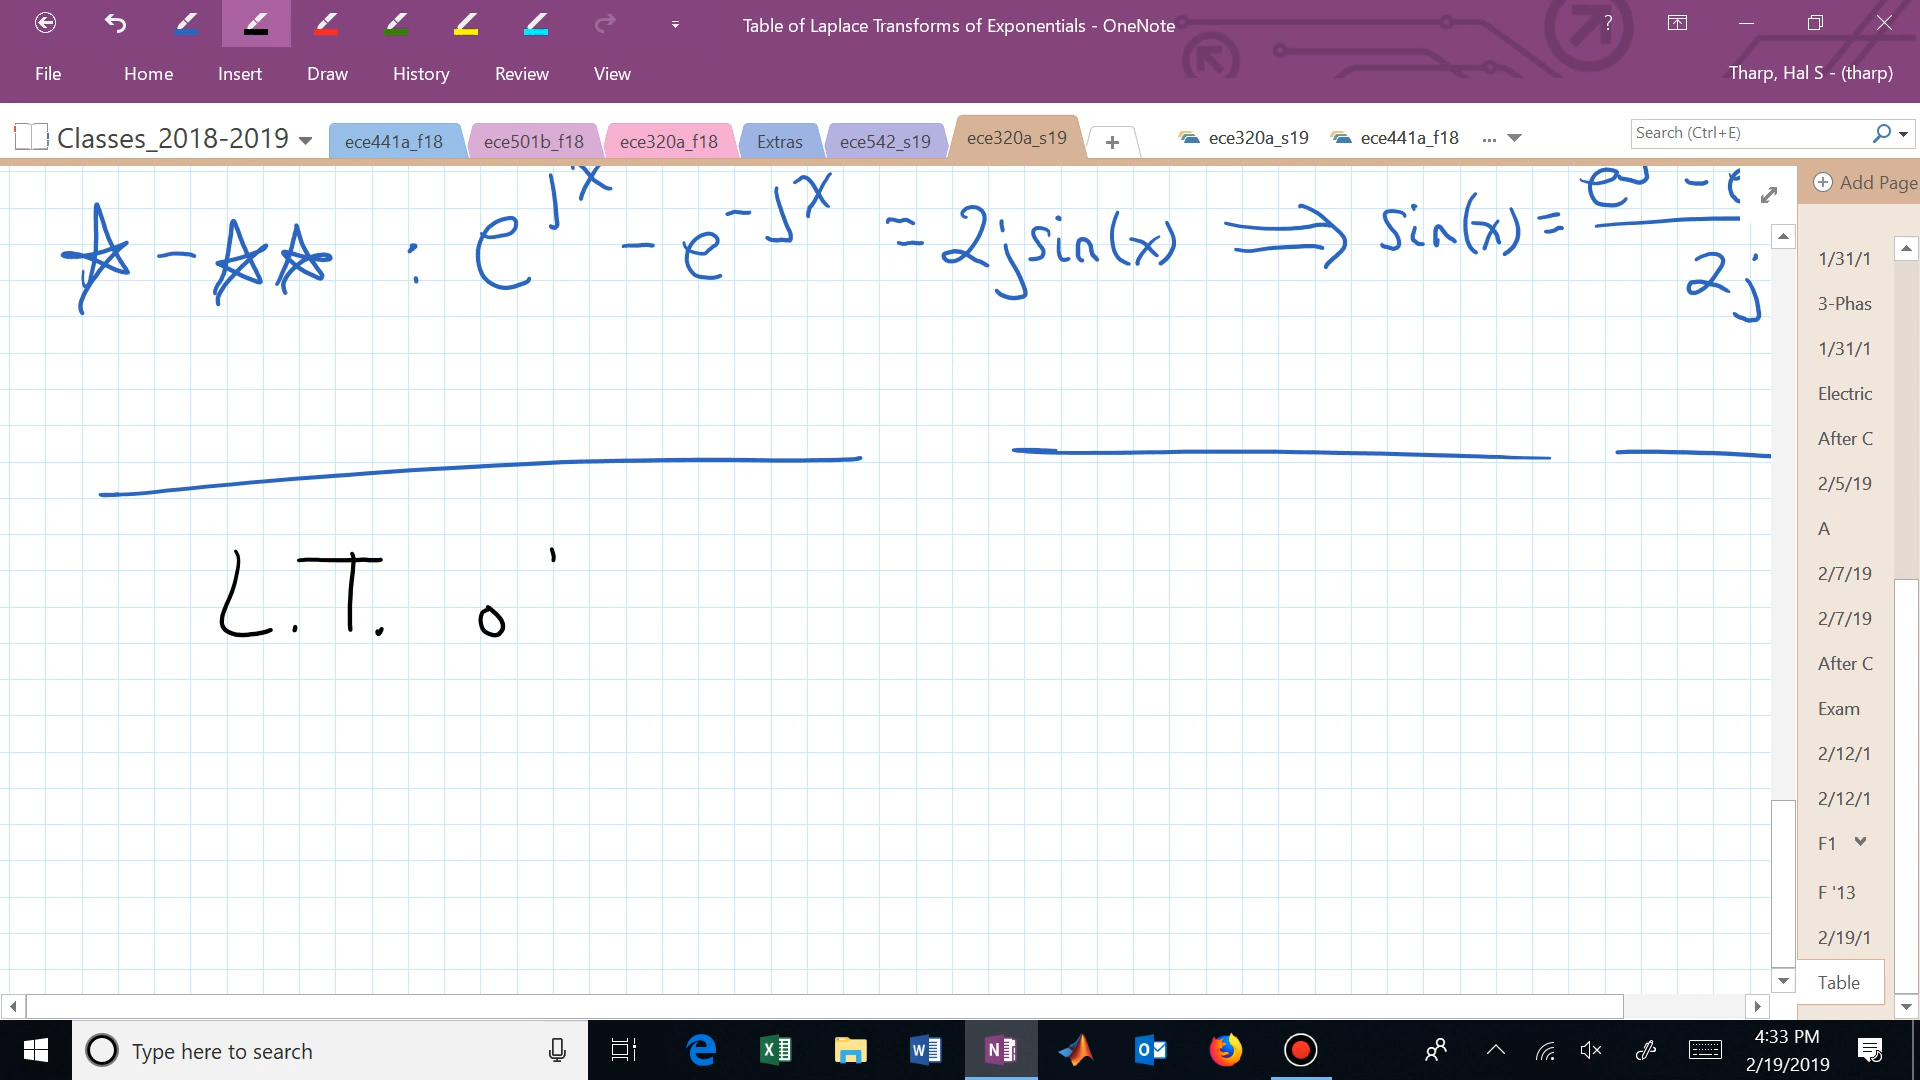 Table of Laplace Transforms of Exponentials - OneNote
?
File Home Insert Draw History Review View
Tharp, Hal S - (tharp)
Classes_2018-2019
ece441a_f18
ece501b_f18
ece320a_f18
Extras
ece542_s19
ece320a_s19
+
ece320a_s19
ece441a_f18
...
Search (Ctrl+E)
Add Page
☆ - ☆☆ : e^jx - e^-jx = 2j sin(x) ⟹ sin(x) = e^j - e / 2j
L.T. o
1/31/1
3-Phas
1/31/1
Electric
After C
2/5/19
A
2/7/19
2/7/19
After C
Exam
2/12/1
2/12/1
F1
F '13
2/19/1
Table
Type here to search
4:33 PM
2/19/2019